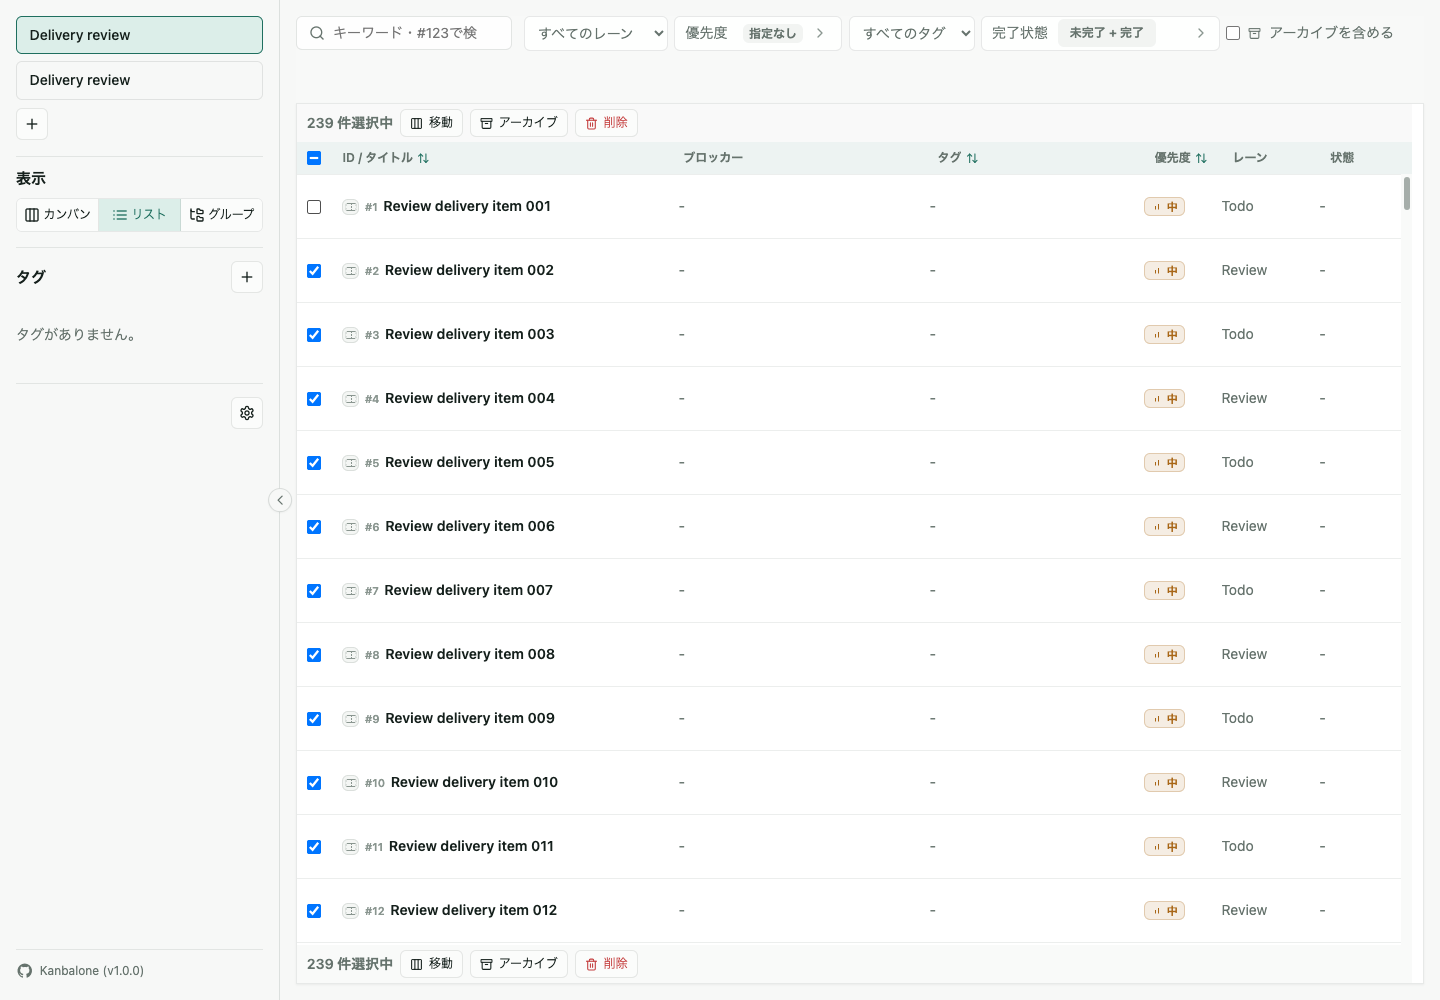 Delivery review
Delivery review
表示
カンバン リスト グループ
タグ
タグがありません。
Kanbalone (v1.0.0)
キーワード・#123で検 すべてのレーン 優先度 指定なし すべてのタグ 完了状態 未完了 + 完了 アーカイブを含める
239 件選択中 移動 アーカイブ 削除
ID / タイトル ブロッカー タグ 優先度 レーン 状態
#1 Review delivery item 001 - - 中 Todo -
#2 Review delivery item 002 - - 中 Review -
#3 Review delivery item 003 - - 中 Todo -
#4 Review delivery item 004 - - 中 Review -
#5 Review delivery item 005 - - 中 Todo -
#6 Review delivery item 006 - - 中 Review -
#7 Review delivery item 007 - - 中 Todo -
#8 Review delivery item 008 - - 中 Review -
#9 Review delivery item 009 - - 中 Todo -
#10 Review delivery item 010 - - 中 Review -
#11 Review delivery item 011 - - 中 Todo -
#12 Review delivery item 012 - - 中 Review -
239 件選択中 移動 アーカイブ 削除